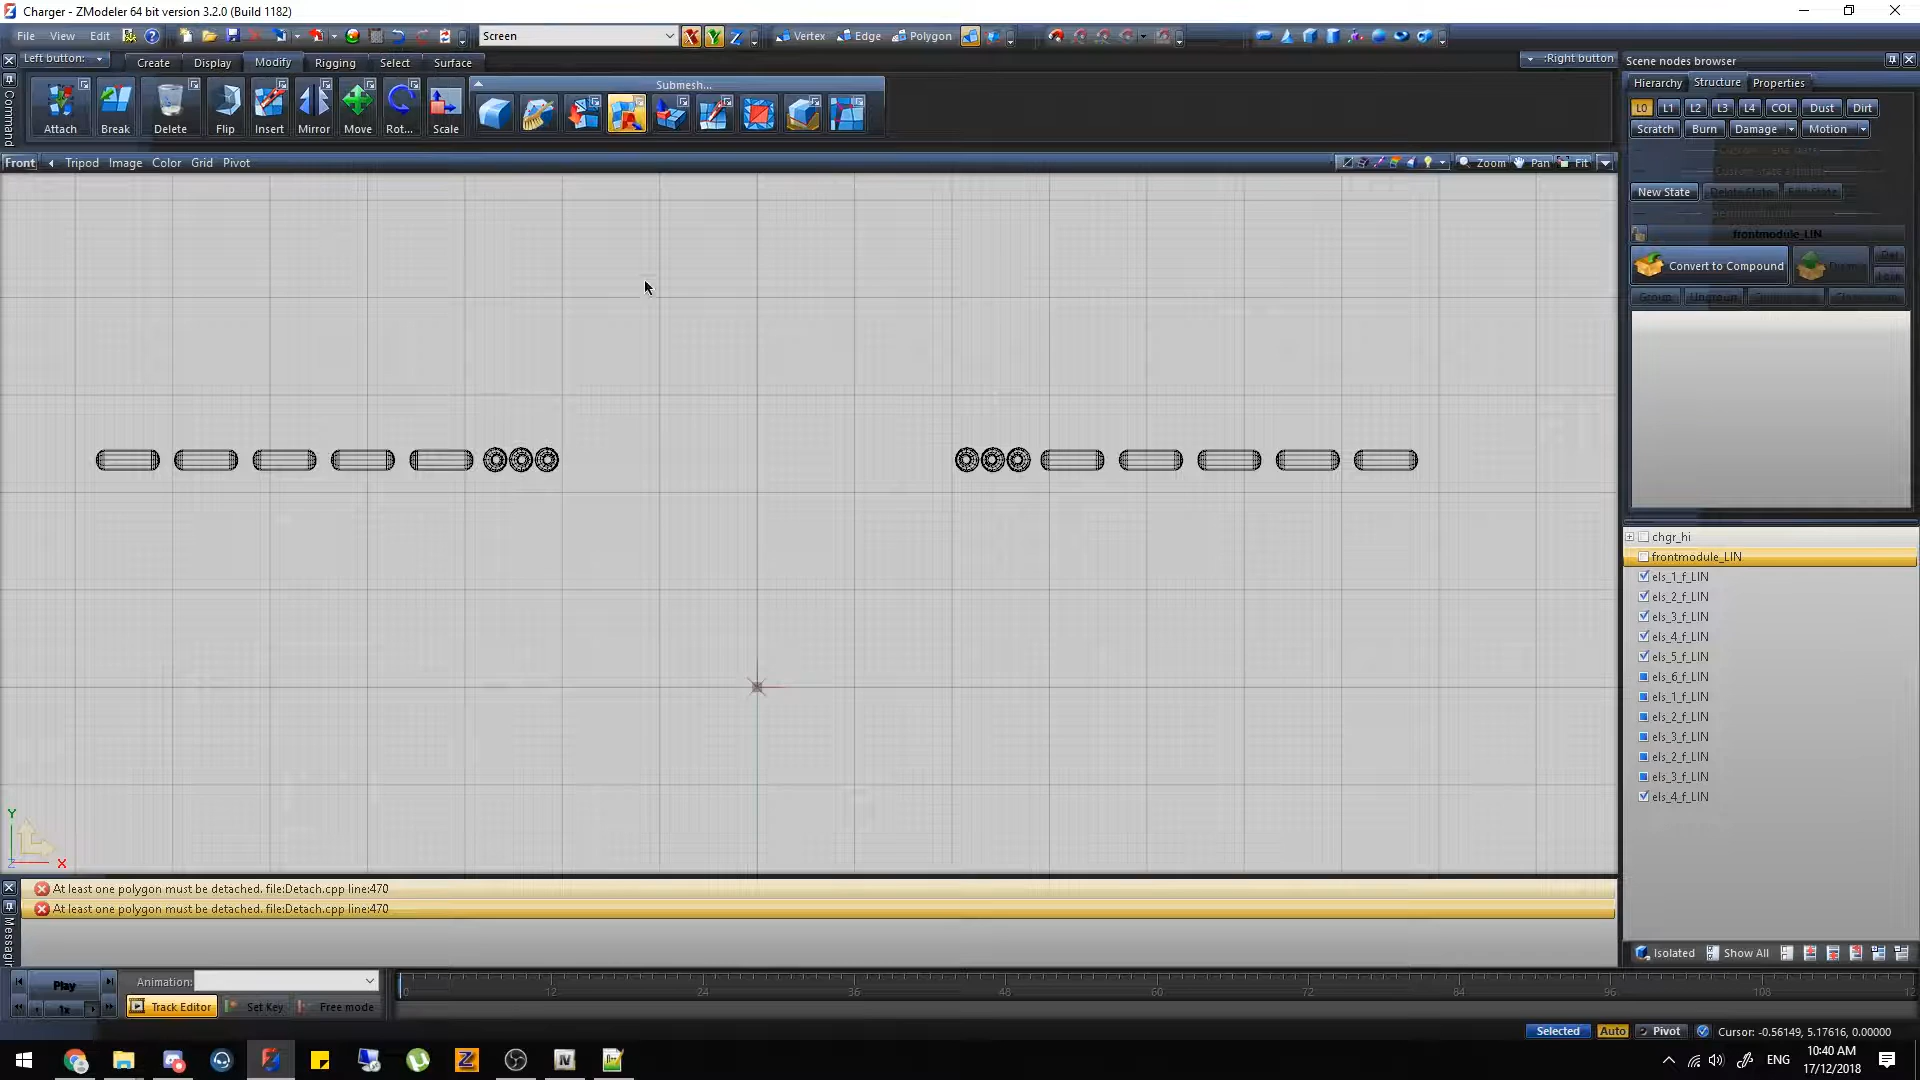 Charger - ZModeler 64 bit version 3.2.0 (Build 1182)
File View Edit Screen X Y Z Vertex Edge Polygon
Left button: Create Display Modify Rigging Select Surface :Right button
Attach Break Delete Flip Insert Mirror Move Rot... Scale
Submesh...
Command
Front Tripod Image Color Grid Pivot Zoom Pan Fit
Scene nodes browser
Hierarchy Structure Properties
L0 L1 L2 L3 L4 COL Dust Dirt
Scratch Burn Damage Motion
New State Delete State Edit State
frontmodule_LIN
Convert to Compound
Group Ungroup
chgr_hi
frontmodule_LIN
els_1_f_LIN
els_2_f_LIN
els_3_f_LIN
els_4_f_LIN
els_5_f_LIN
els_6_f_LIN
els_1_f_LIN
els_2_f_LIN
els_3_f_LIN
els_2_f_LIN
els_3_f_LIN
els_4_f_LIN
Isolated Show All
Y
Z X
At least one polygon must be detached. file:Detach.cpp line:470
At least one polygon must be detached. file:Detach.cpp line:470
Play Animation:
1x Track Editor Set Key Free mode
0 12 24 36 48 60 72 84 96 108 12
Selected Auto Pivot Cursor: -0.56149, 5.17616, 0.00000
ENG 10:40 AM
17/12/2018